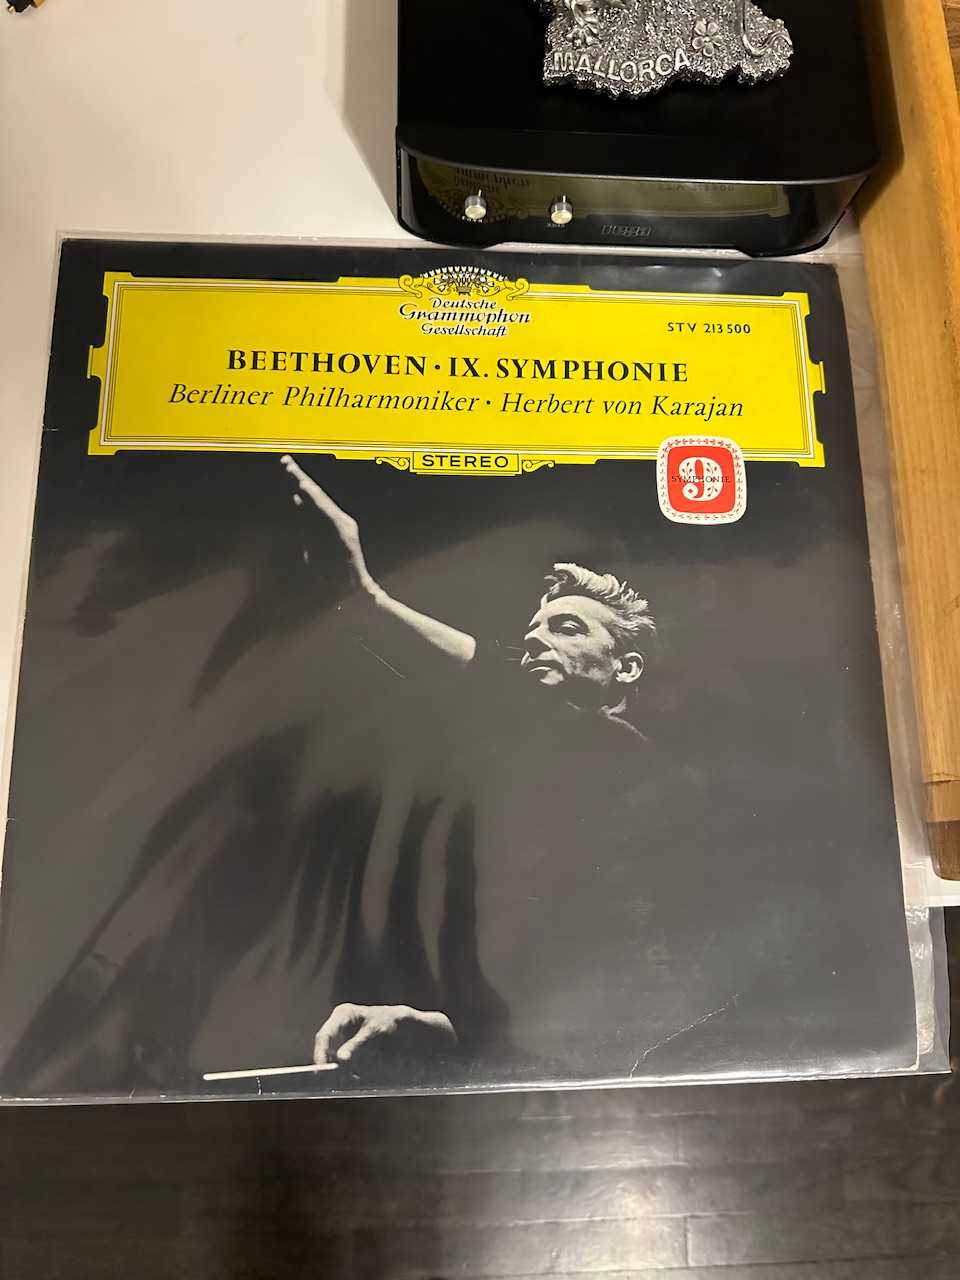 MALLORCA
Deutsche
Grammophon
Gesellschaft
STV 213 500
BEETHOVEN · IX. SYMPHONIE
Berliner Philharmoniker · Herbert von Karajan
STEREO
9
SYMPHONIE